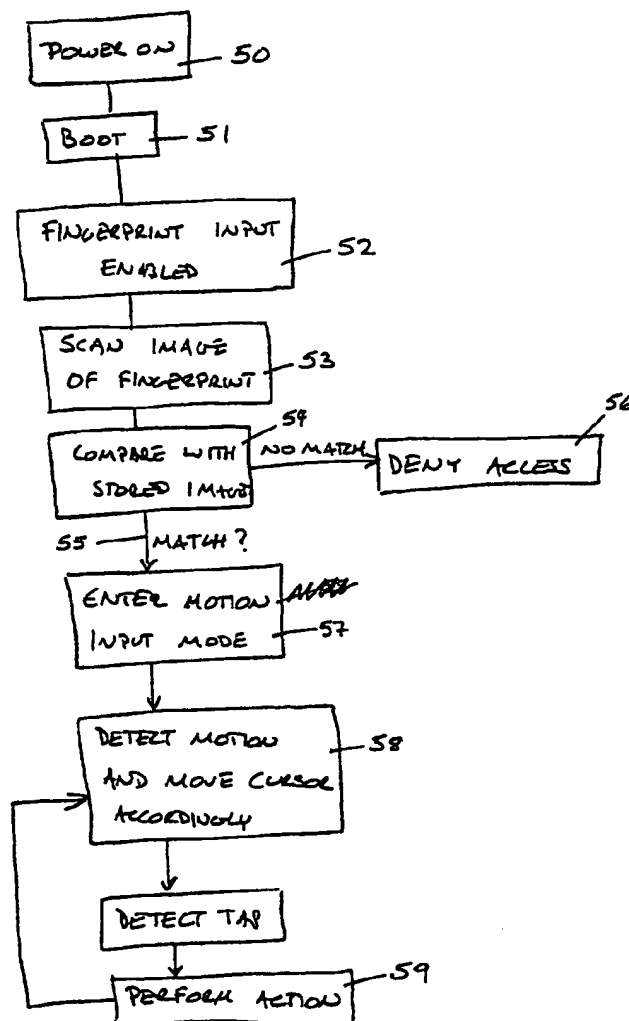 POWER ON
50
BOOT
51
FINGERPRINT INPUT
ENABLED
52
SCAN IMAGE
OF FINGERPRINT
53
54
COMPARE WITH
STORED IMAGE
NO MATCH
56
DENY ACCESS
55
MATCH?
ENTER MOTION
INPUT MODE
57
DETECT MOTION
AND MOVE CURSOR
ACCORDINGLY
58
DETECT TAP
PERFORM ACTION
59